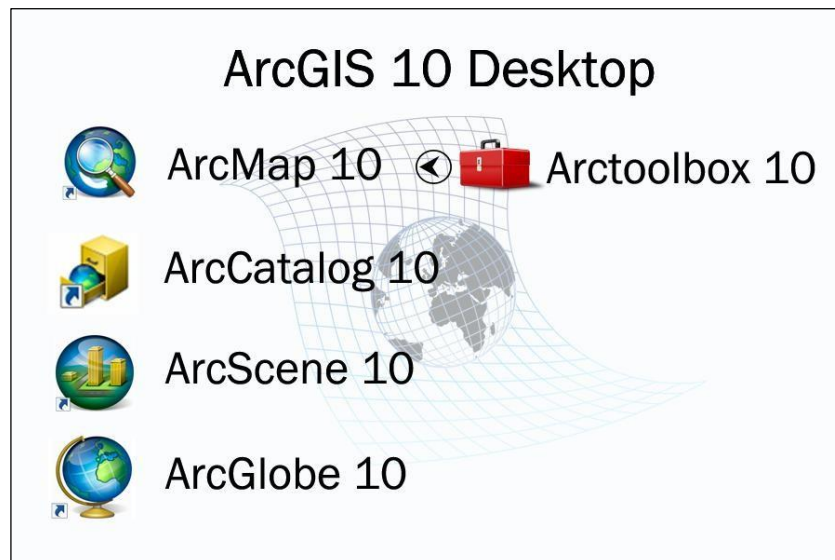 ArcGIS 10 Desktop
ArcMap 10 Arctoolbox 10
ArcCatalog 10
ArcScene 10
ArcGlobe 10